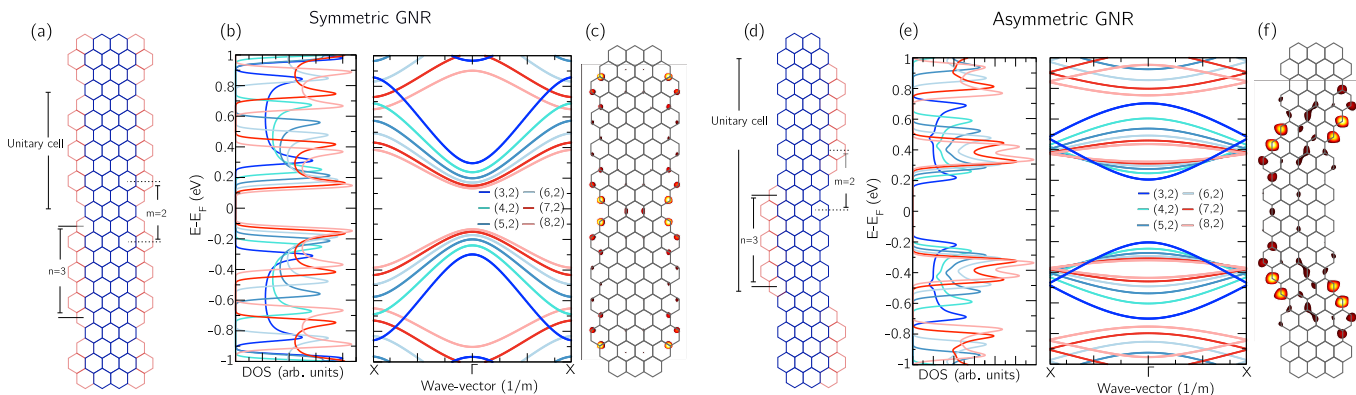 Symmetric GNR
Asymmetric GNR
(a)
Unitary cell
m=2
n=3
(b)
E-E_F (eV)
1
0.8
0.6
0.4
0.2
0
−0.2
−0.4
−0.6
−0.8
−1
DOS (arb. units)
(3,2) (6,2)
(4,2) (7,2)
(5,2) (8,2)
X Γ X
Wave-vector (1/m)
(c)
(d)
Unitary cell
m=2
n=3
(e)
E-E_F (eV)
1
0.8
0.6
0.4
0.2
0
−0.2
−0.4
−0.6
−0.8
−1
DOS (arb. units)
(3,2) (6,2)
(4,2) (7,2)
(5,2) (8,2)
X Γ X
Wave-vector (1/m)
(f)